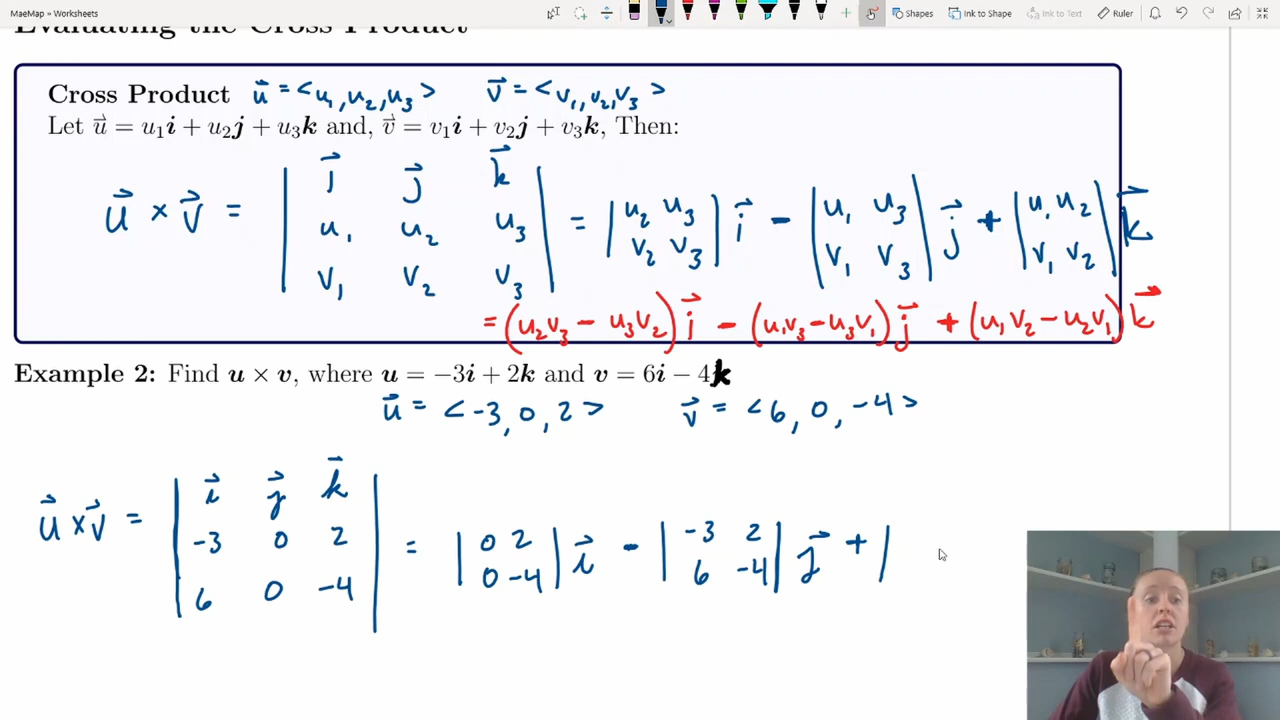 MaeMap » Worksheets
Shapes Ink to Shape Ink to Text Ruler
Evaluating the Cross Product
Cross Product u⃗ = <u₁, u₂, u₃> v⃗ = <v₁, v₂, v₃>
Let u⃗ = u₁i + u₂j + u₃k and, v⃗ = v₁i + v₂j + v₃k, Then:
u⃗ × v⃗ = | i⃗ j⃗ k⃗ ; u₁ u₂ u₃ ; v₁ v₂ v₃ | = | u₂ u₃ ; v₂ v₃ | i⃗ - | u₁ u₃ ; v₁ v₃ | j⃗ + | u₁ u₂ ; v₁ v₂ | k⃗
= (u₂v₃ - u₃v₂) i⃗ - (u₁v₃ - u₃v₁) j⃗ + (u₁v₂ - u₂v₁) k⃗
Example 2: Find u × v, where u = −3i + 2k and v = 6i − 4k
u⃗ = <-3, 0, 2> v⃗ = <6, 0, -4>
u⃗ × v⃗ = | i⃗ j⃗ k⃗ ; -3 0 2 ; 6 0 -4 | = | 0 2 ; 0 -4 | i⃗ - | -3 2 ; 6 -4 | j⃗ + |